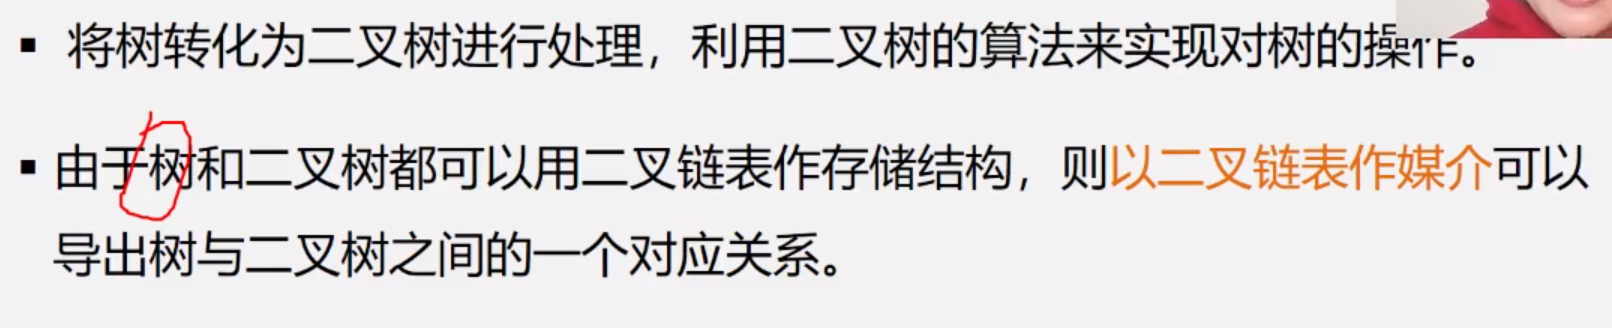 ▪ 将树转化为二叉树进行处理，利用二叉树的算法来实现对树的操作。
▪ 由于树和二叉树都可以用二叉链表作存储结构，则以二叉链表作媒介可以
导出树与二叉树之间的一个对应关系。